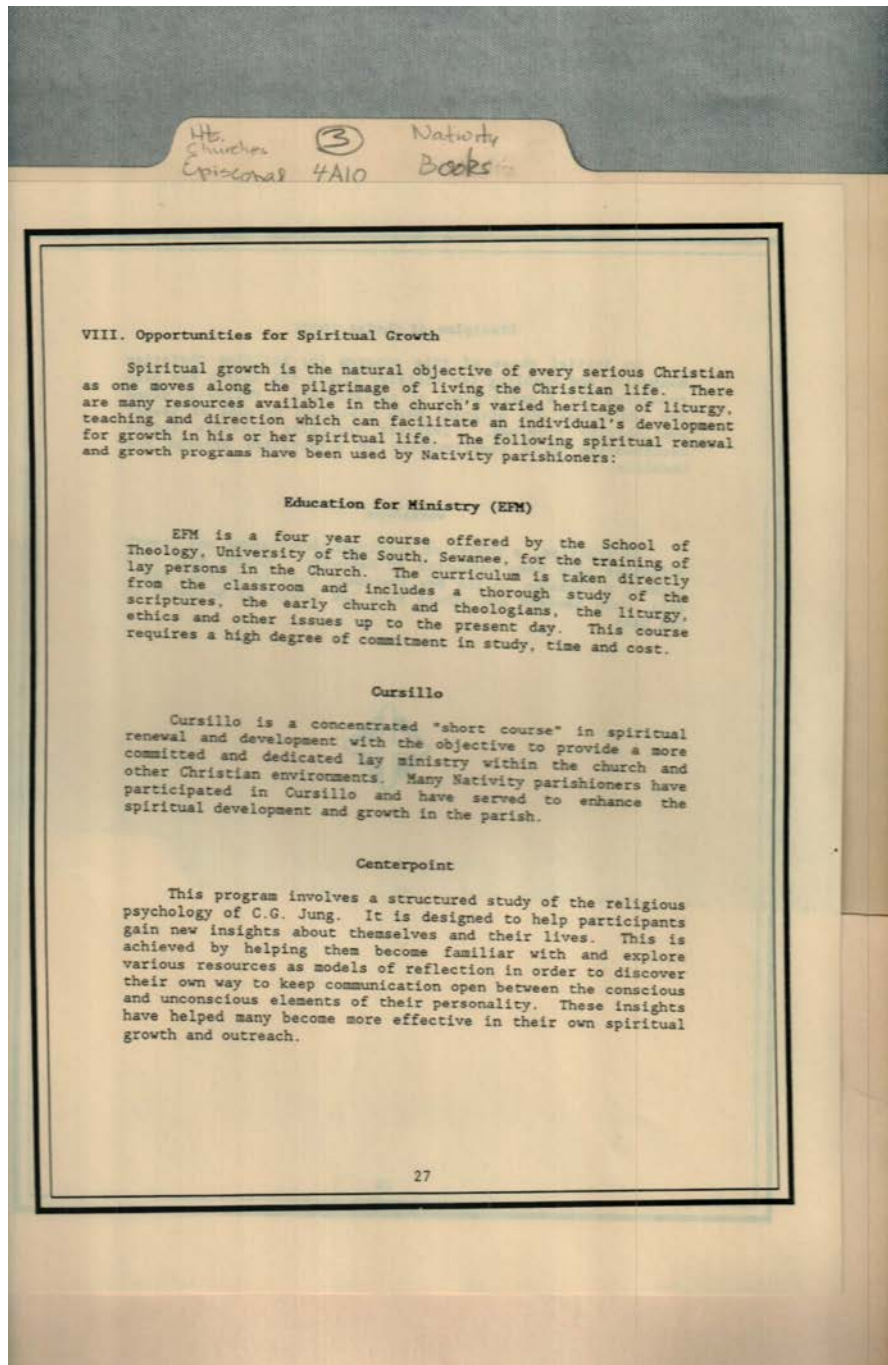 Ht. ③ Nativity
Churches
Episcopal 4A10 Books
VIII. Opportunities for Spiritual Growth
Spiritual growth is the natural objective of every serious Christian
as one moves along the pilgrimage of living the Christian life. There
are many resources available in the church's varied heritage of liturgy,
teaching and direction which can facilitate an individual's development
for growth in his or her spiritual life. The following spiritual renewal
and growth programs have been used by Nativity parishioners:
Education for Ministry (EFM)
EFM is a four year course offered by the School of
Theology, University of the South, Sewanee, for the training of
lay persons in the Church. The curriculum is taken directly
from the classroom and includes a thorough study of the
scriptures, the early church and theologians, the liturgy,
ethics and other issues up to the present day. This course
requires a high degree of commitment in study, time and cost.
Cursillo
Cursillo is a concentrated "short course" in spiritual
renewal and development with the objective to provide a more
committed and dedicated lay ministry within the church and
other Christian environments. Many Nativity parishioners have
participated in Cursillo and have served to enhance the
spiritual development and growth in the parish.
Centerpoint
This program involves a structured study of the religious
psychology of C.G. Jung. It is designed to help participants
gain new insights about themselves and their lives. This is
achieved by helping them become familiar with and explore
various resources as models of reflection in order to discover
their own way to keep communication open between the conscious
and unconscious elements of their personality. These insights
have helped many become more effective in their own spiritual
growth and outreach.
27